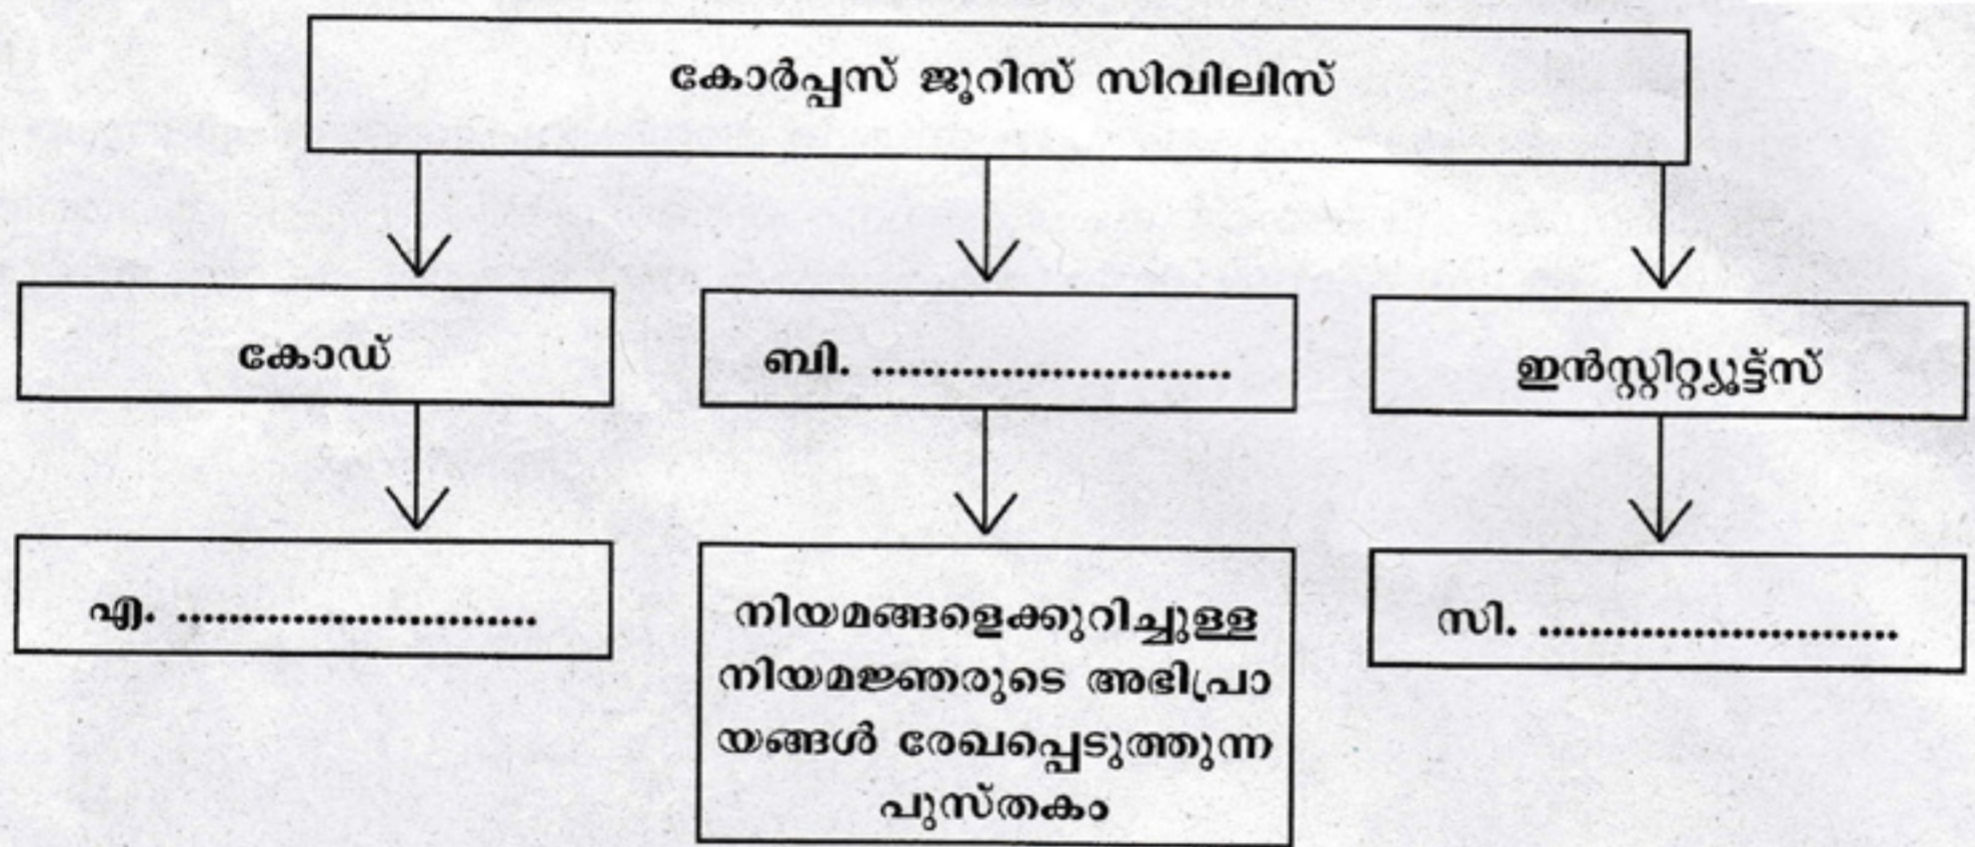 കോർപ്പസ് ജൂറിസ് സിവിലിസ്
കോഡ്
ബി. ............................
ഇൻസ്റ്റിറ്റ്യൂട്ട്സ്
എ. ............................
നിയമങ്ങളെക്കുറിച്ചുള്ള
നിയമജ്ഞരുടെ അഭിപ്രാ
യങ്ങൾ രേഖപ്പെടുത്തുന്ന
പുസ്തകം
സി. ............................